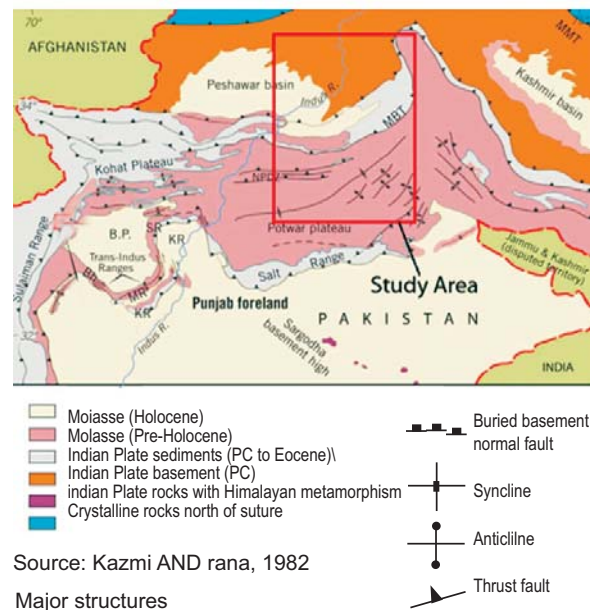 70°
72°
AFGHANISTAN
MMT
Peshawar basin
Indus R.
Kashmir basin
34°
MBT
Kohat Plateau
NPDZ
Potwar plateau
B.P.
SR
KR
Trans-Indus
Ranges
Jammu & Kashmir
(disputed territory)
Salt Range
Study Area
Sulaiman Range
BR
MR
KR
Punjab foreland
PAKISTAN
Sargodha
basement high
32°
Indus R.
INDIA
Moiasse (Holocene)
Molasse (Pre-Holocene)
Indian Plate sediments (PC to Eocene)\
Indian Plate basement (PC)
indian Plate rocks with Himalayan metamorphism
Crystalline rocks north of suture
Buried basement
normal fault
Syncline
Anticlilne
Thrust fault
Source: Kazmi AND rana, 1982
Major structures